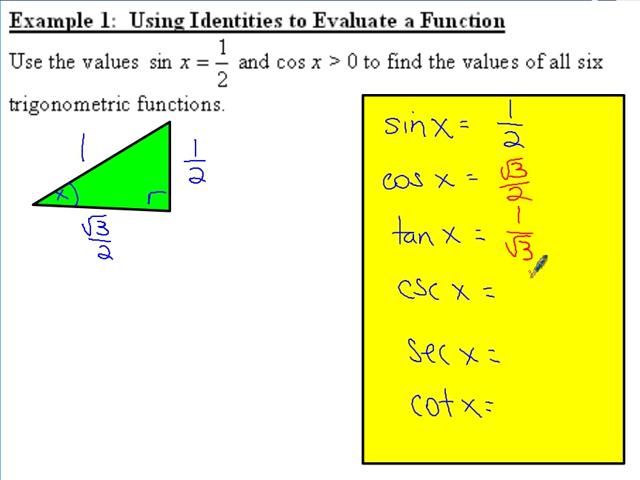 Example 1: Using Identities to Evaluate a Function
Use the values sin x = 1/2 and cos x > 0 to find the values of all six
trigonometric functions.
1
1/2
x
√3/2
sin x = 1/2
cos x = √3/2
tan x = 1/√3
csc x =
sec x =
cot x =